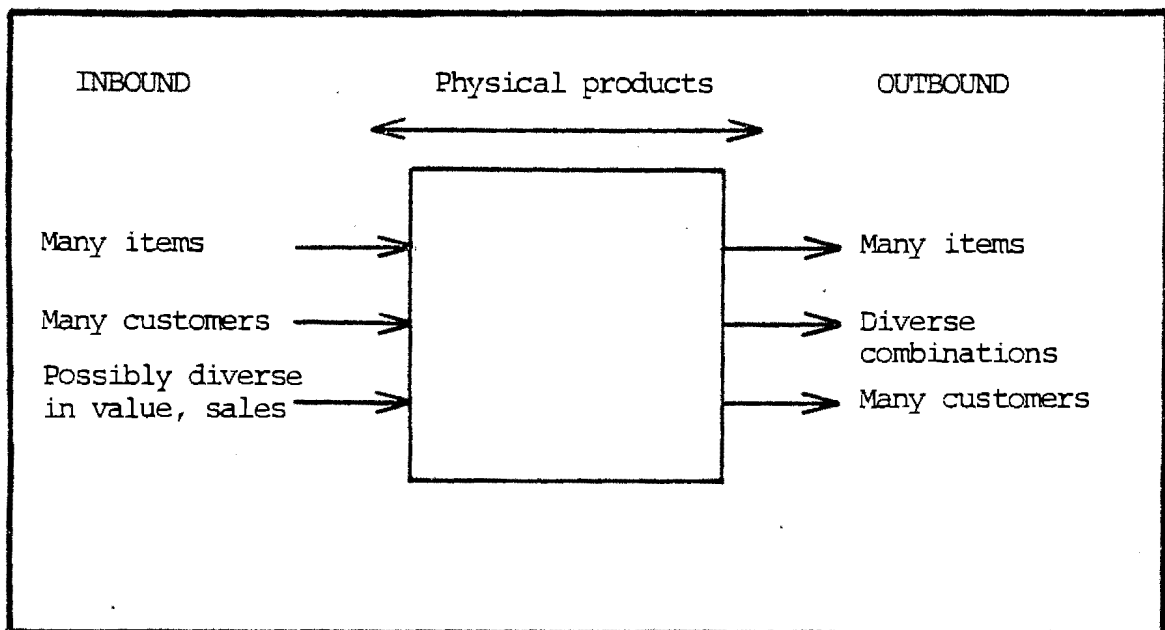 INBOUND
Physical products
OUTBOUND
Many items
Many customers
Possibly diverse
in value, sales
Many items
Diverse
combinations
Many customers